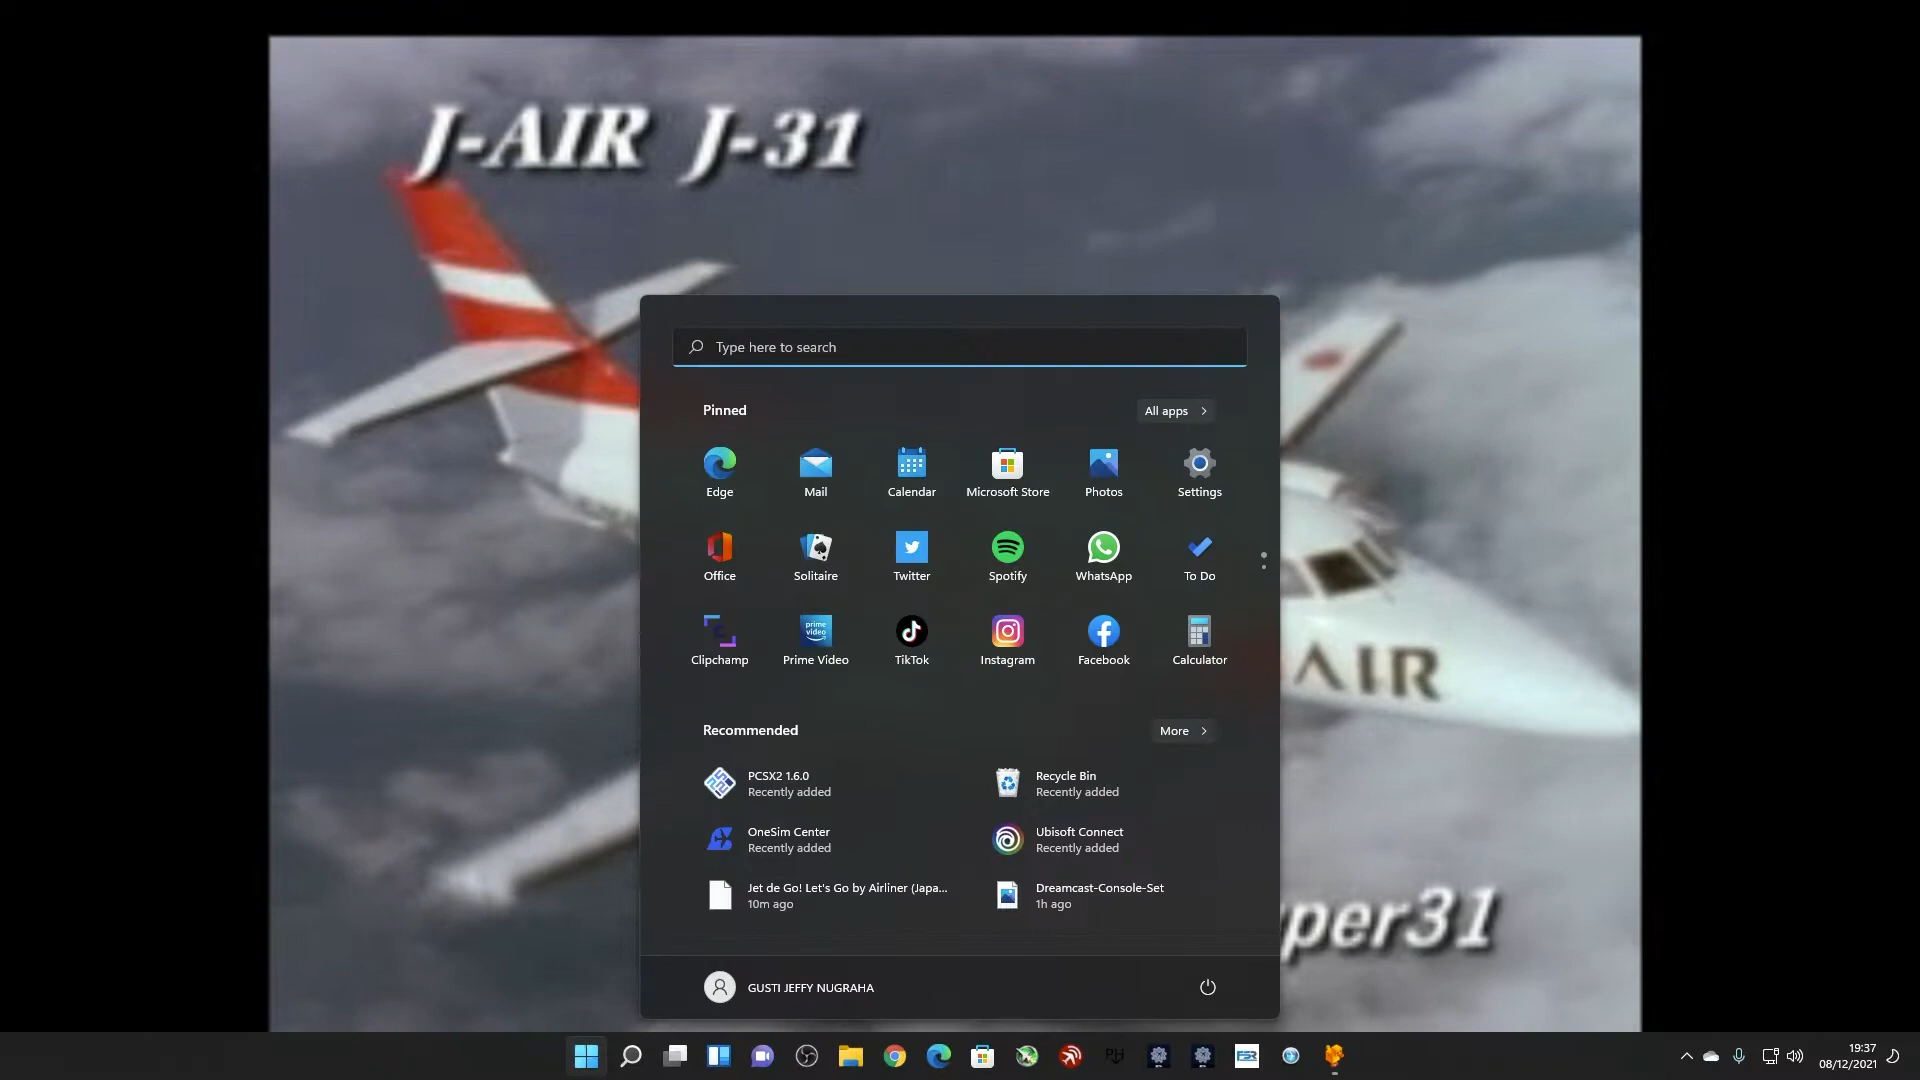 J-AIR J-31
Type here to search
Pinned
All apps
Edge
Mail
Calendar
Microsoft Store
Photos
Settings
Office
Solitaire
Twitter
Spotify
WhatsApp
To Do
prime
video
Clipchamp
Prime Video
TikTok
Instagram
Facebook
Calculator
AIR
Recommended
More
PCSX2 1.6.0
Recently added
Recycle Bin
Recently added
OneSim Center
Recently added
Ubisoft Connect
Recently added
Jet de Go! Let's Go by Airliner (Japa...
10m ago
Dreamcast-Console-Set
1h ago
per31
GUSTI JEFFY NUGRAHA
FSR
19:37
08/12/2021